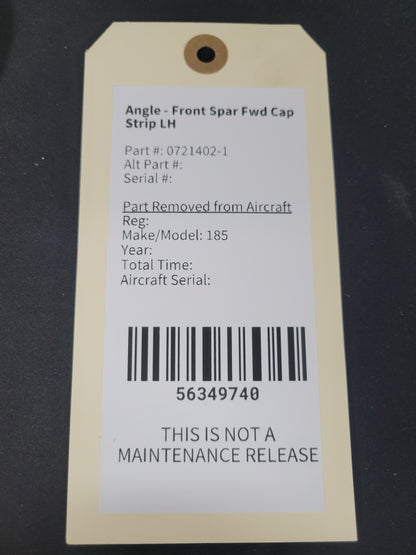 Angle - Front Spar Fwd Cap
Strip LH
Part #: 0721402-1
Alt Part #:
Serial #:
Part Removed from Aircraft
Reg:
Make/Model: 185
Year:
Total Time:
Aircraft Serial:
56349740
THIS IS NOT A
MAINTENANCE RELEASE